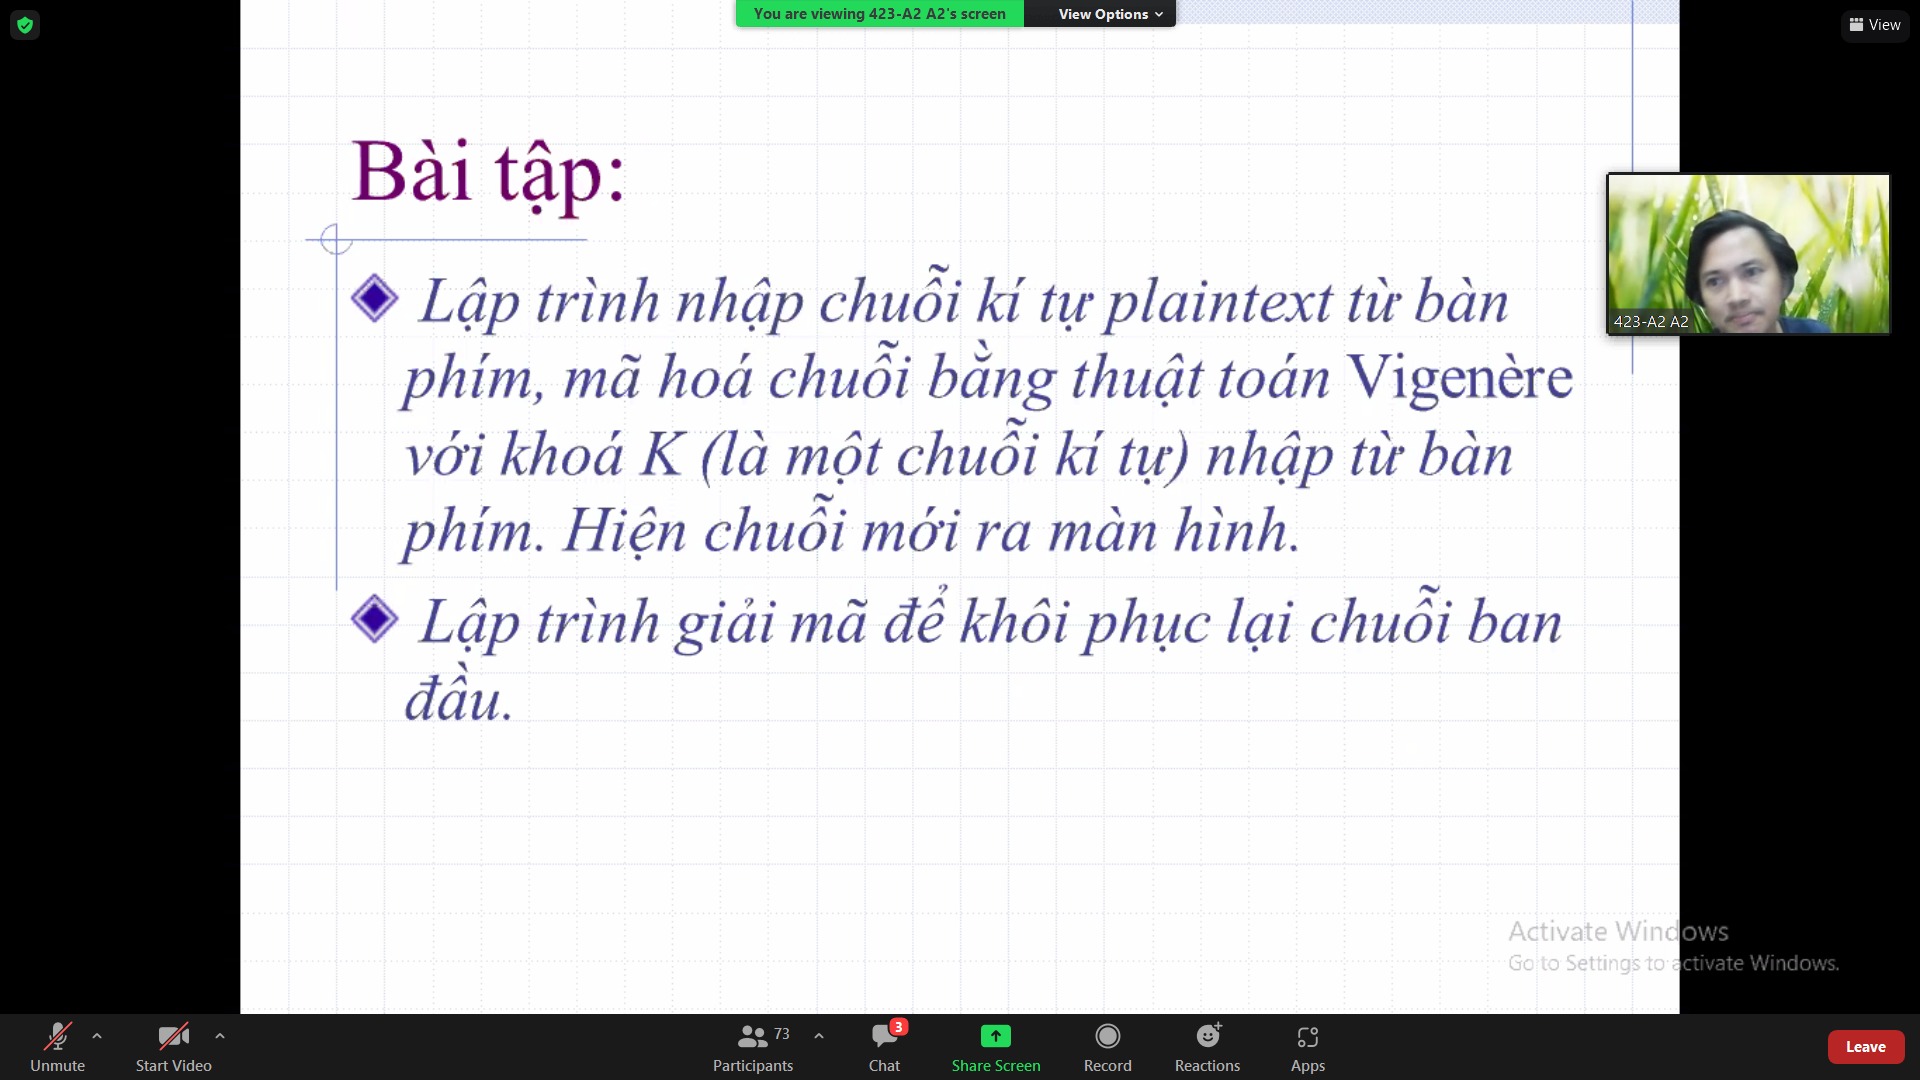 You are viewing 423-A2 A2's screen
View Options
View
Bài tập:
Lập trình nhập chuỗi kí tự plaintext từ bàn
phím, mã hoá chuỗi bằng thuật toán Vigenère
với khoá K (là một chuỗi kí tự) nhập từ bàn
phím. Hiện chuỗi mới ra màn hình.
Lập trình giải mã để khôi phục lại chuỗi ban
đầu.
423-A2 A2
Activate Windows
Go to Settings to activate Windows.
Unmute
Start Video
73
Participants
3
Chat
Share Screen
Record
Reactions
Apps
Leave